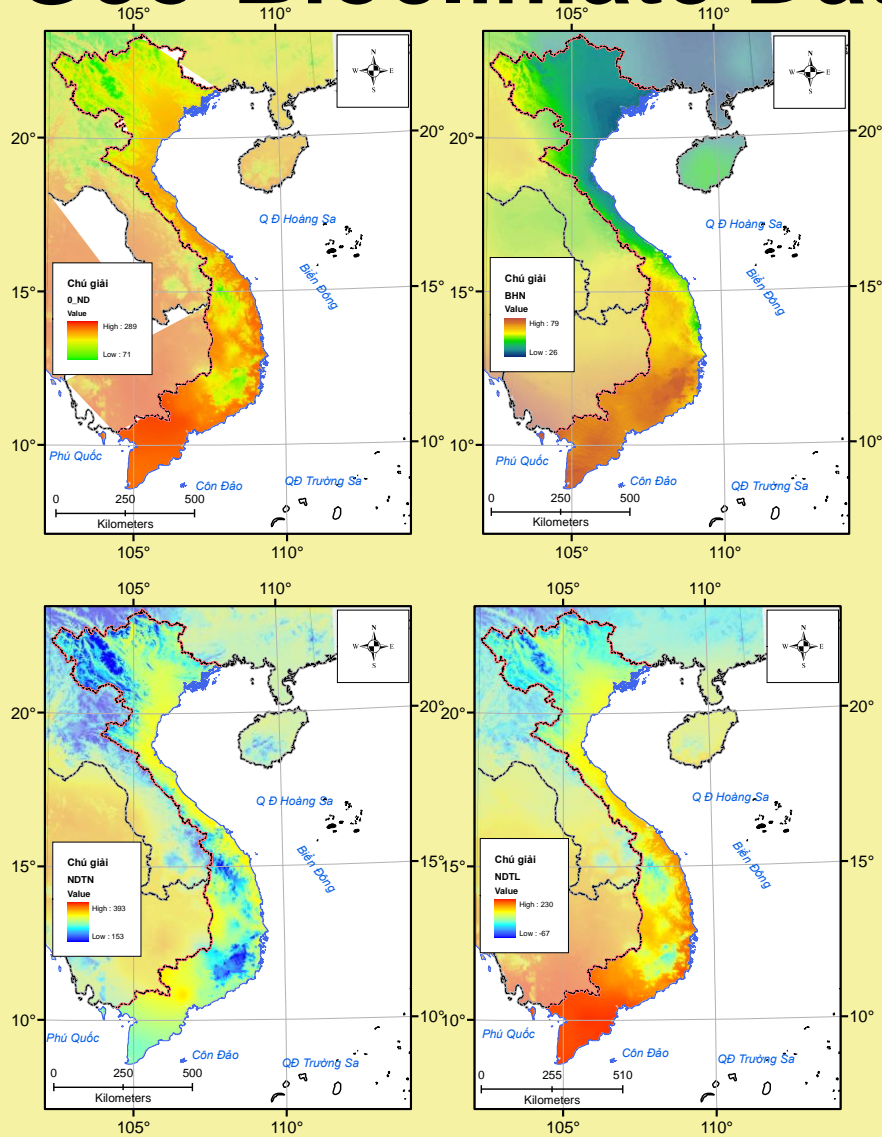 105°
110°
N
W
E
S
20°
20°
Q Đ Hoàng Sa
Biển Đông
15°
15°
Chú giải
0_ND
Value
High : 289
Low : 71
10°
10°
Phú Quốc
Côn Đảo
QĐ Trường Sa
0
250
500
Kilometers
105°
110°
105°
110°
N
W
E
S
20°
20°
Q Đ Hoàng Sa
Biển Đông
15°
15°
Chú giải
BHN
Value
High : 79
Low : 26
10°
10°
Phú Quốc
Côn Đảo
QĐ Trường Sa
0
250
500
Kilometers
105°
110°
105°
110°
N
W
E
S
20°
20°
Q Đ Hoàng Sa
Biển Đông
15°
15°
Chú giải
NDTN
Value
High : 393
Low : 153
10°
10°
Phú Quốc
Côn Đảo
QĐ Trường Sa
0
250
500
Kilometers
105°
110°
105°
110°
N
W
E
S
20°
20°
Q Đ Hoàng Sa
Biển Đông
15°
15°
Chú giải
NDTL
Value
High : 230
Low : -67
10°
10°
Phú Quốc
Côn Đảo
QĐ Trường Sa
0
255
510
Kilometers
105°
110°